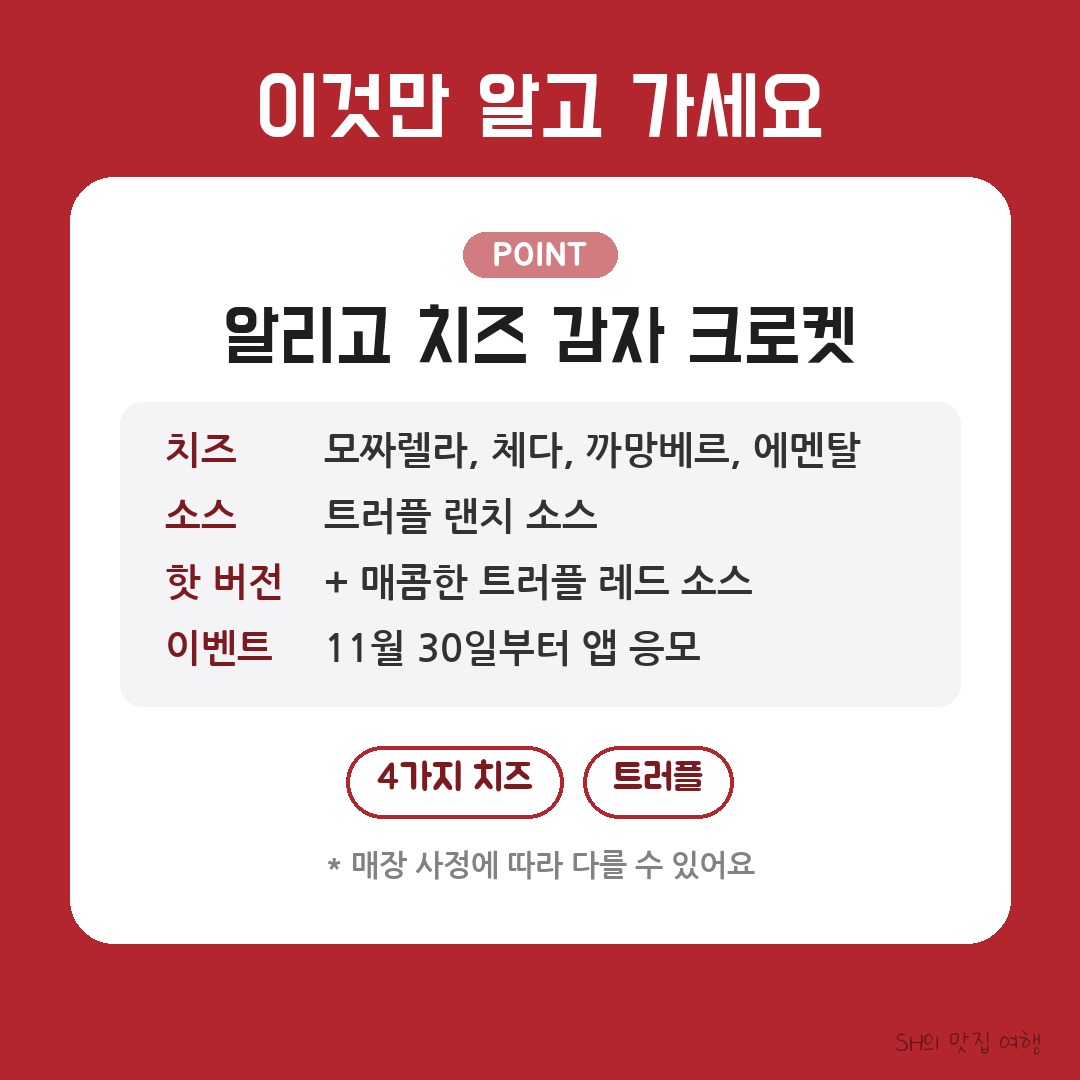 이것만 알고 가세요
POINT
알리고 치즈 감자 크로켓
치즈 모짜렐라, 체다, 까망베르, 에멘탈
소스 트러플 랜치 소스
핫 버전 + 매콤한 트러플 레드 소스
이벤트 11월 30일부터 앱 응모
4가지 치즈 트러플
* 매장 사정에 따라 다를 수 있어요
SH의 맛집 여행